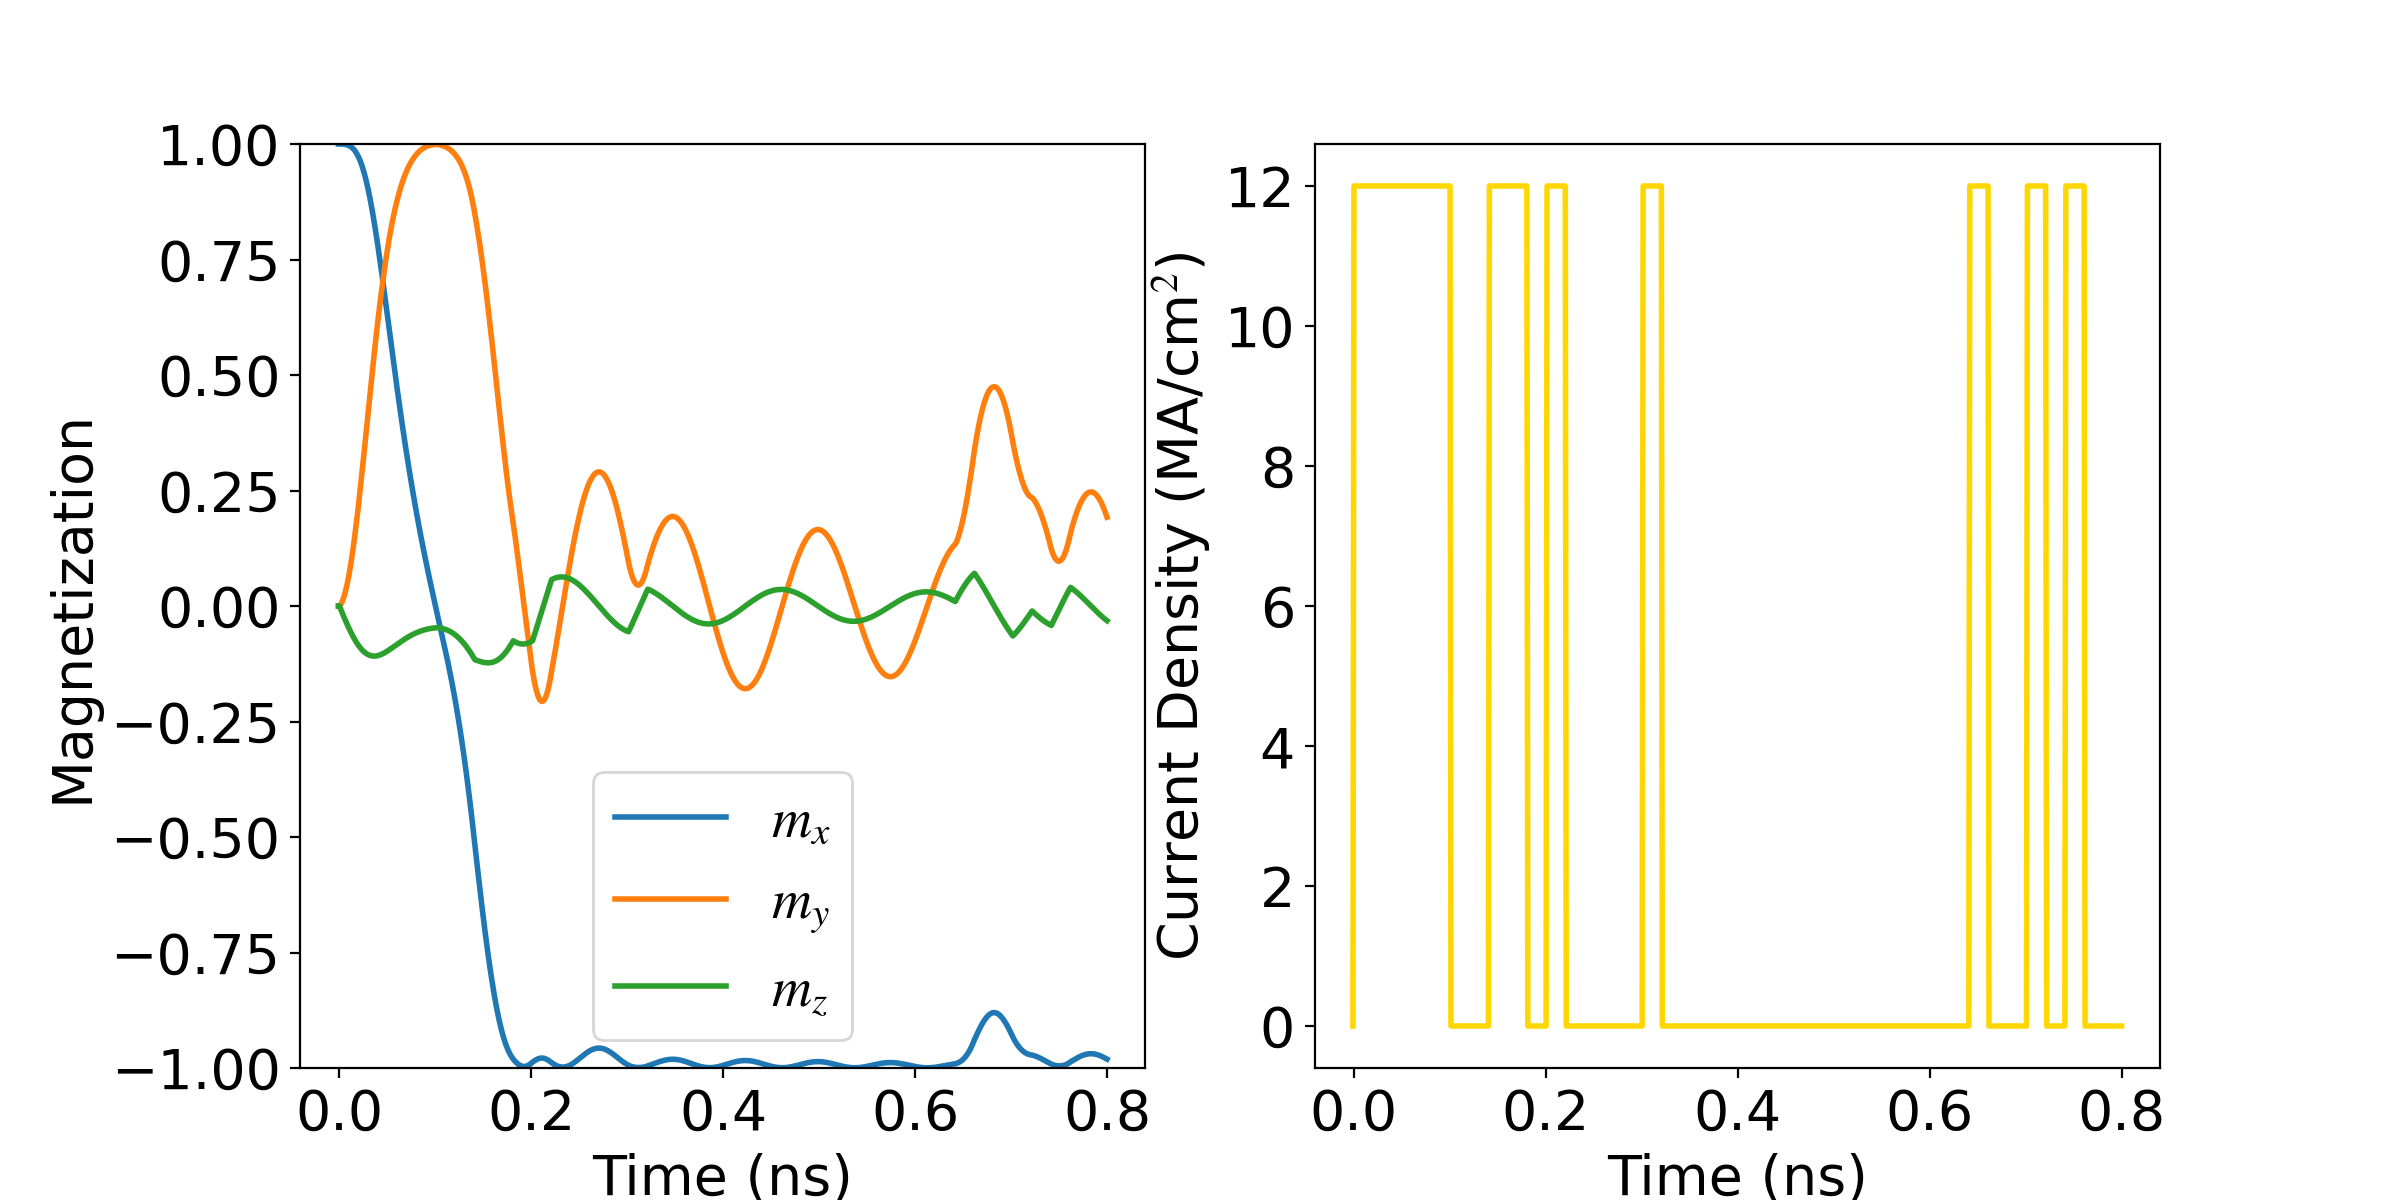 Magnetization
1.00
0.75
0.50
0.25
0.00
−0.25
−0.50
−0.75
−1.00
0.0 0.2 0.4 0.6 0.8
Time (ns)
m_x
m_y
m_z
Current Density (MA/cm²)
12
10
8
6
4
2
0
0.0 0.2 0.4 0.6 0.8
Time (ns)